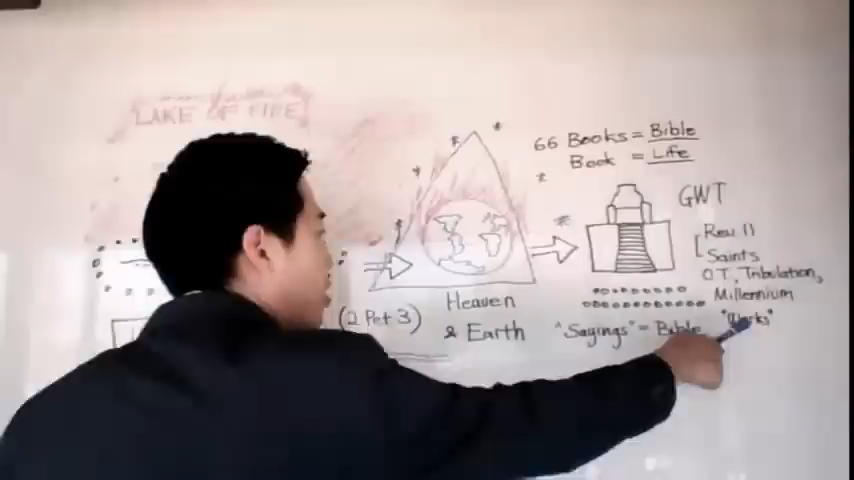 LAKE OF FIRE
66 Books = Bible
Book = Life
GWT
Rev 11
Saints
OT, Tribulation,
Millennium
"Works"
(2 Pet 3)
Heaven
& Earth
"Sayings" = Bible